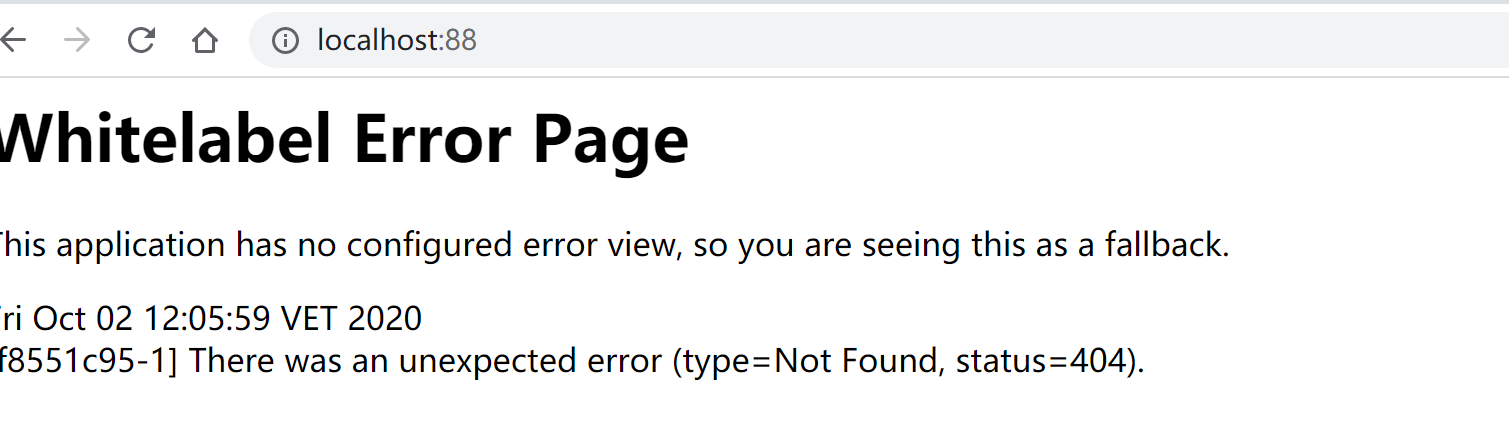 localhost:88
Whitelabel Error Page
This application has no configured error view, so you are seeing this as a fallback.
Fri Oct 02 12:05:59 VET 2020
[f8551c95-1] There was an unexpected error (type=Not Found, status=404).